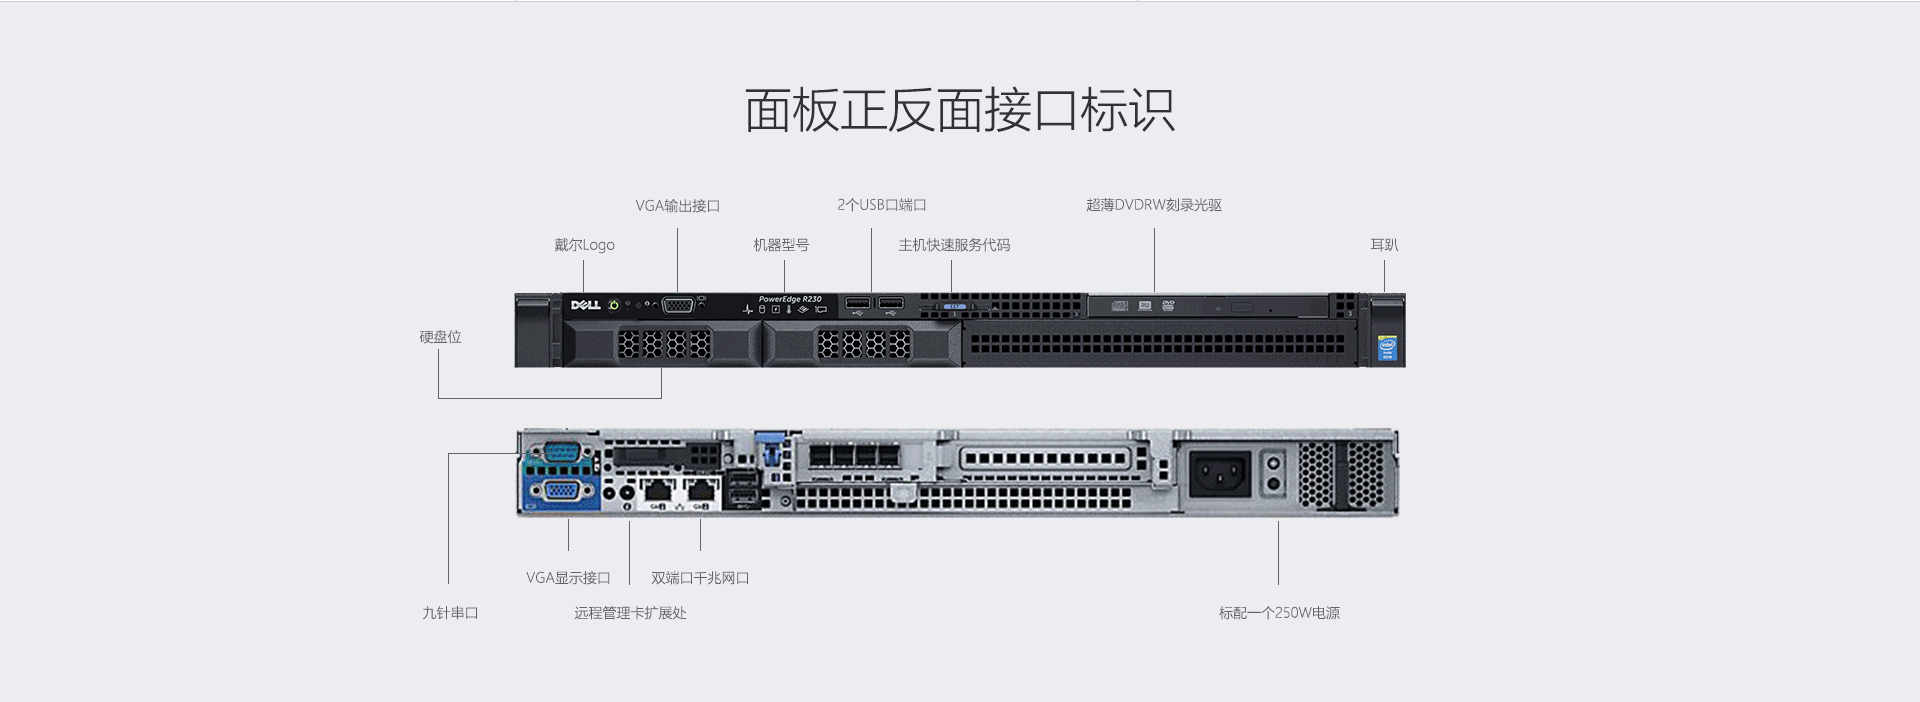 面板正反面接口标识
VGA输出接口
2个USB口端口
超薄DVDRW刻录光驱
戴尔Logo
机器型号
主机快速服务代码
耳趴
DELL
PowerEdge R230
硬盘位
intel
VGA显示接口
双端口千兆网口
九针串口
远程管理卡扩展处
标配一个250W电源